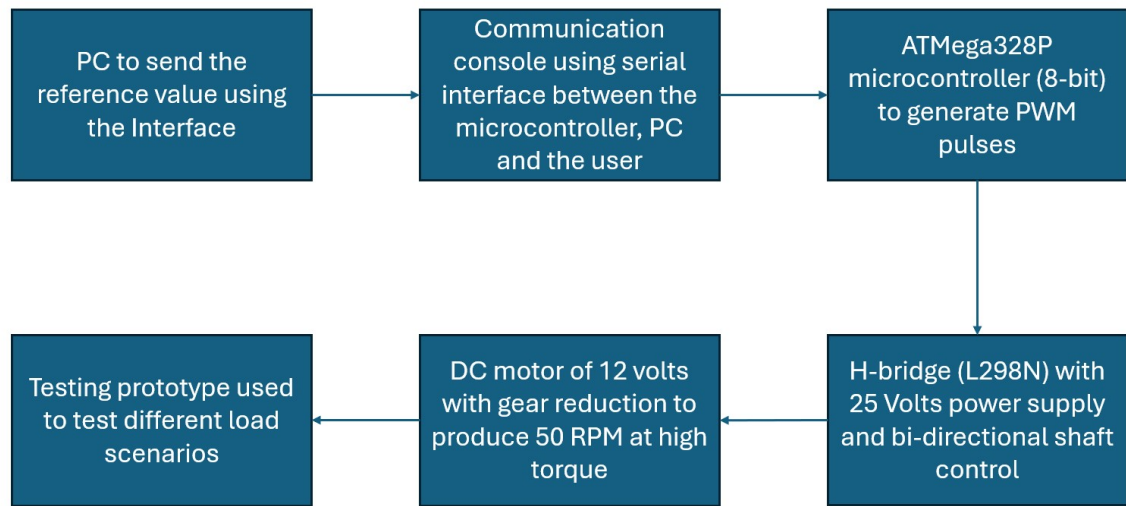 PC to send the
reference value using
the Interface
Communication
console using serial
interface between the
microcontroller, PC
and the user
ATMega328P
microcontroller (8-bit)
to generate PWM
pulses
H-bridge (L298N) with
25 Volts power supply
and bi-directional shaft
control
DC motor of 12 volts
with gear reduction to
produce 50 RPM at high
torque
Testing prototype used
to test different load
scenarios